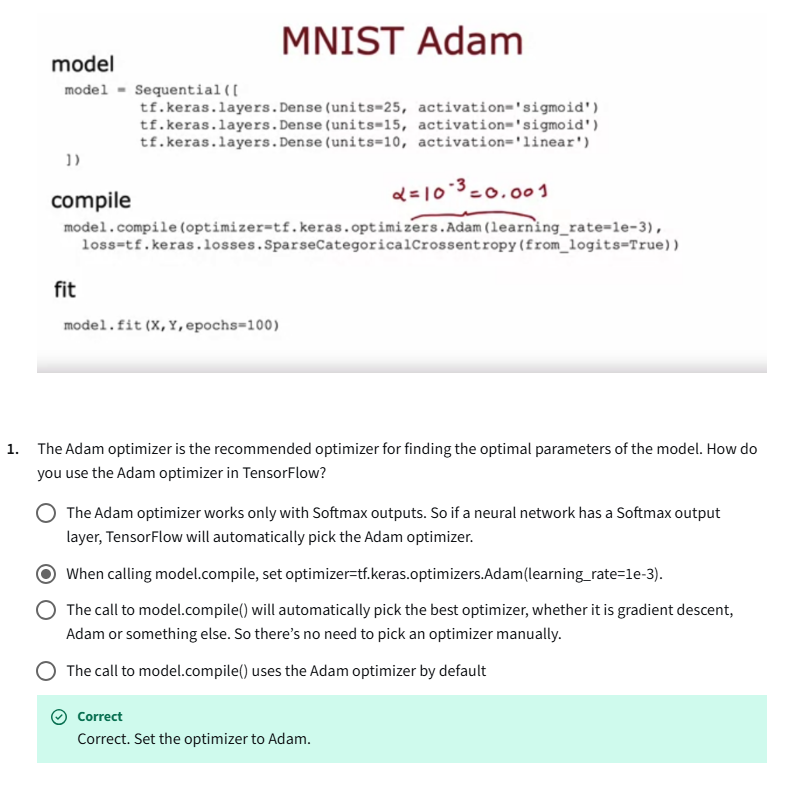 MNIST Adam
model
model = Sequential([
tf.keras.layers.Dense(units=25, activation='sigmoid')
tf.keras.layers.Dense(units=15, activation='sigmoid')
tf.keras.layers.Dense(units=10, activation='linear')
])
α=10⁻³=0.001
compile
model.compile(optimizer=tf.keras.optimizers.Adam(learning_rate=1e-3),
loss=tf.keras.losses.SparseCategoricalCrossentropy(from_logits=True))
fit
model.fit(X,Y,epochs=100)
1. The Adam optimizer is the recommended optimizer for finding the optimal parameters of the model. How do
you use the Adam optimizer in TensorFlow?
The Adam optimizer works only with Softmax outputs. So if a neural network has a Softmax output
layer, TensorFlow will automatically pick the Adam optimizer.
When calling model.compile, set optimizer=tf.keras.optimizers.Adam(learning_rate=1e-3).
The call to model.compile() will automatically pick the best optimizer, whether it is gradient descent,
Adam or something else. So there's no need to pick an optimizer manually.
The call to model.compile() uses the Adam optimizer by default
Correct
Correct. Set the optimizer to Adam.